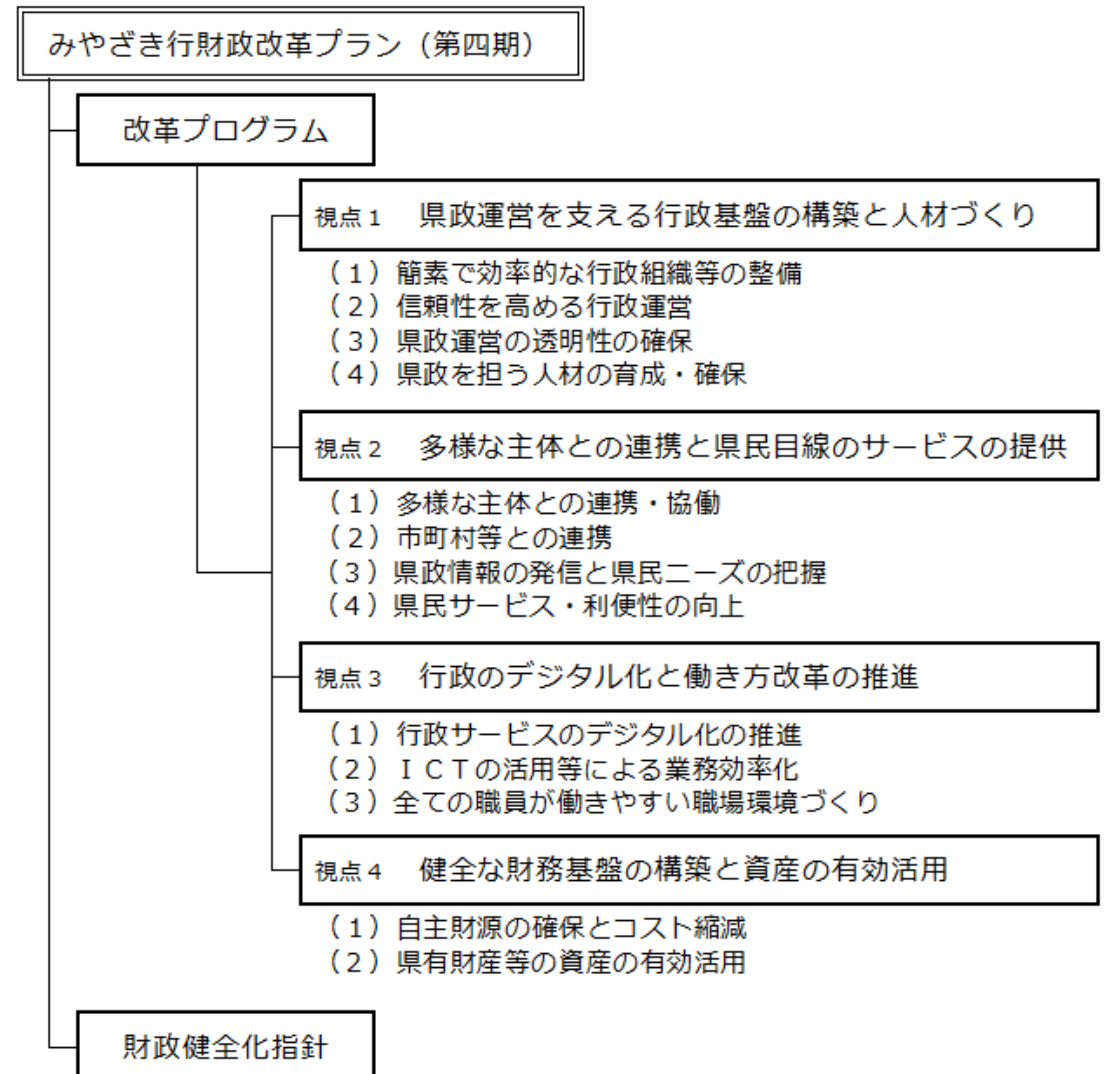 みやざき行財政改革プラン（第四期）
改革プログラム
視点１　県政運営を支える行政基盤の構築と人材づくり
（１）簡素で効率的な行政組織等の整備
（２）信頼性を高める行政運営
（３）県政運営の透明性の確保
（４）県政を担う人材の育成・確保
視点２　多様な主体との連携と県民目線のサービスの提供
（１）多様な主体との連携・協働
（２）市町村等との連携
（３）県政情報の発信と県民ニーズの把握
（４）県民サービス・利便性の向上
視点３　行政のデジタル化と働き方改革の推進
（１）行政サービスのデジタル化の推進
（２）ＩＣＴの活用等による業務効率化
（３）全ての職員が働きやすい職場環境づくり
視点４　健全な財務基盤の構築と資産の有効活用
（１）自主財源の確保とコスト縮減
（２）県有財産等の資産の有効活用
財政健全化指針